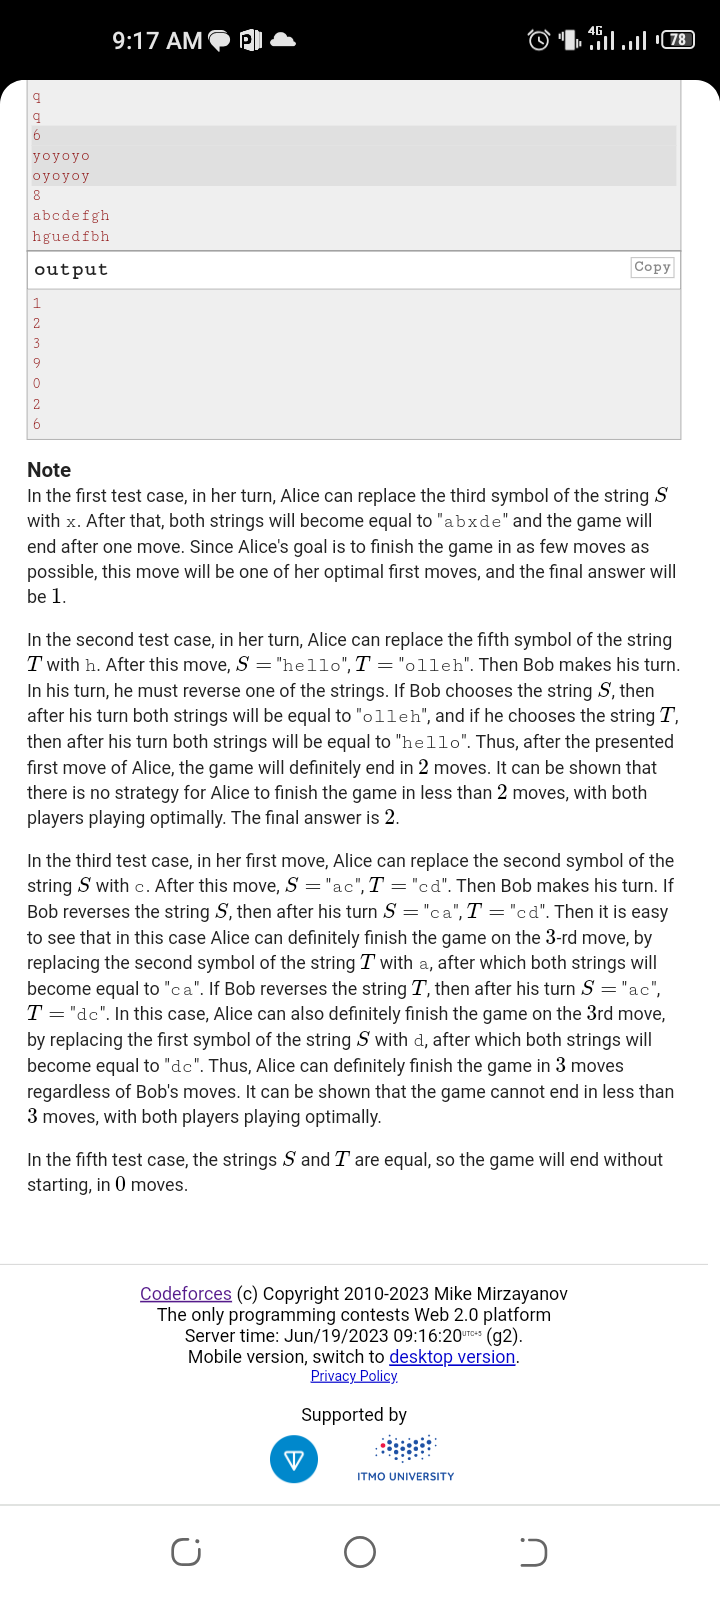 9:17 AM
4G
78
q
q
6
yoyoyo
oyoyoy
8
abcdefgh
hguedfbh
output
Copy
1
2
3
9
0
2
6
Note
In the first test case, in her turn, Alice can replace the third symbol of the string S
with x. After that, both strings will become equal to "abxde" and the game will
end after one move. Since Alice's goal is to finish the game in as few moves as
possible, this move will be one of her optimal first moves, and the final answer will
be 1.
In the second test case, in her turn, Alice can replace the fifth symbol of the string
T with h. After this move, S = "hello", T = "olleh". Then Bob makes his turn.
In his turn, he must reverse one of the strings. If Bob chooses the string S, then
after his turn both strings will be equal to "olleh", and if he chooses the string T,
then after his turn both strings will be equal to "hello". Thus, after the presented
first move of Alice, the game will definitely end in 2 moves. It can be shown that
there is no strategy for Alice to finish the game in less than 2 moves, with both
players playing optimally. The final answer is 2.
In the third test case, in her first move, Alice can replace the second symbol of the
string S with c. After this move, S = "ac", T = "cd". Then Bob makes his turn. If
Bob reverses the string S, then after his turn S = "ca", T = "cd". Then it is easy
to see that in this case Alice can definitely finish the game on the 3-rd move, by
replacing the second symbol of the string T with a, after which both strings will
become equal to "ca". If Bob reverses the string T, then after his turn S = "ac",
T = "dc". In this case, Alice can also definitely finish the game on the 3rd move,
by replacing the first symbol of the string S with d, after which both strings will
become equal to "dc". Thus, Alice can definitely finish the game in 3 moves
regardless of Bob's moves. It can be shown that the game cannot end in less than
3 moves, with both players playing optimally.
In the fifth test case, the strings S and T are equal, so the game will end without
starting, in 0 moves.
Codeforces (c) Copyright 2010-2023 Mike Mirzayanov
The only programming contests Web 2.0 platform
Server time: Jun/19/2023 09:16:20UTC+5 (g2).
Mobile version, switch to desktop version.
Privacy Policy
Supported by
ITMO UNIVERSITY